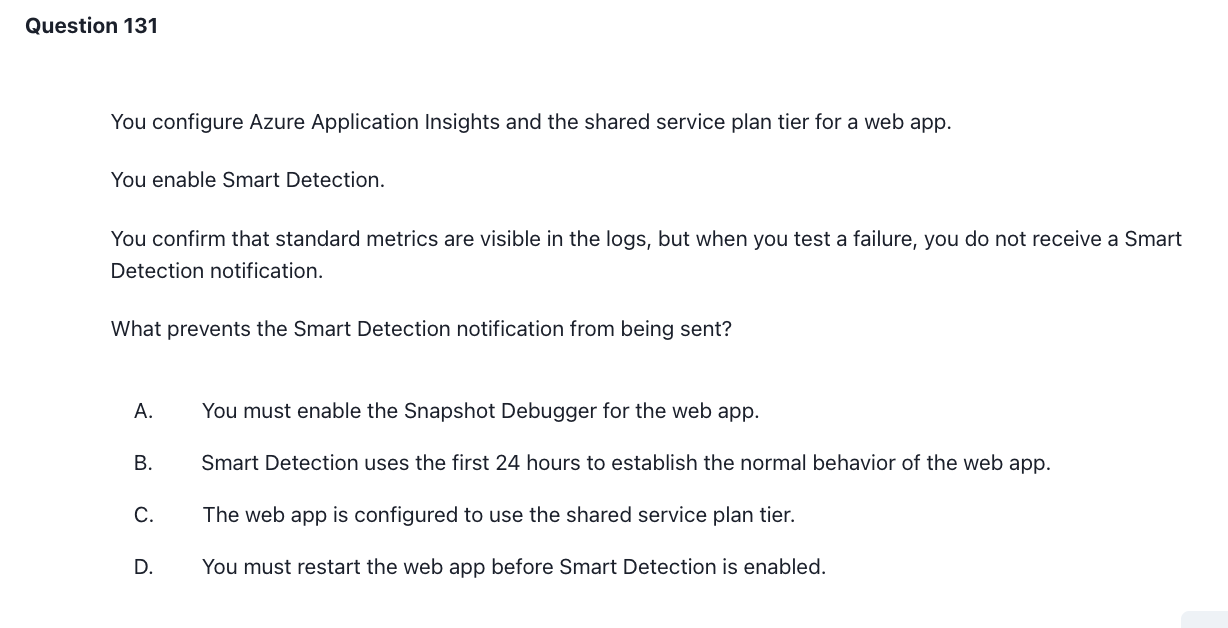 Question 131
You configure Azure Application Insights and the shared service plan tier for a web app.
You enable Smart Detection.
You confirm that standard metrics are visible in the logs, but when you test a failure, you do not receive a Smart
Detection notification.
What prevents the Smart Detection notification from being sent?
A. You must enable the Snapshot Debugger for the web app.
B. Smart Detection uses the first 24 hours to establish the normal behavior of the web app.
C. The web app is configured to use the shared service plan tier.
D. You must restart the web app before Smart Detection is enabled.